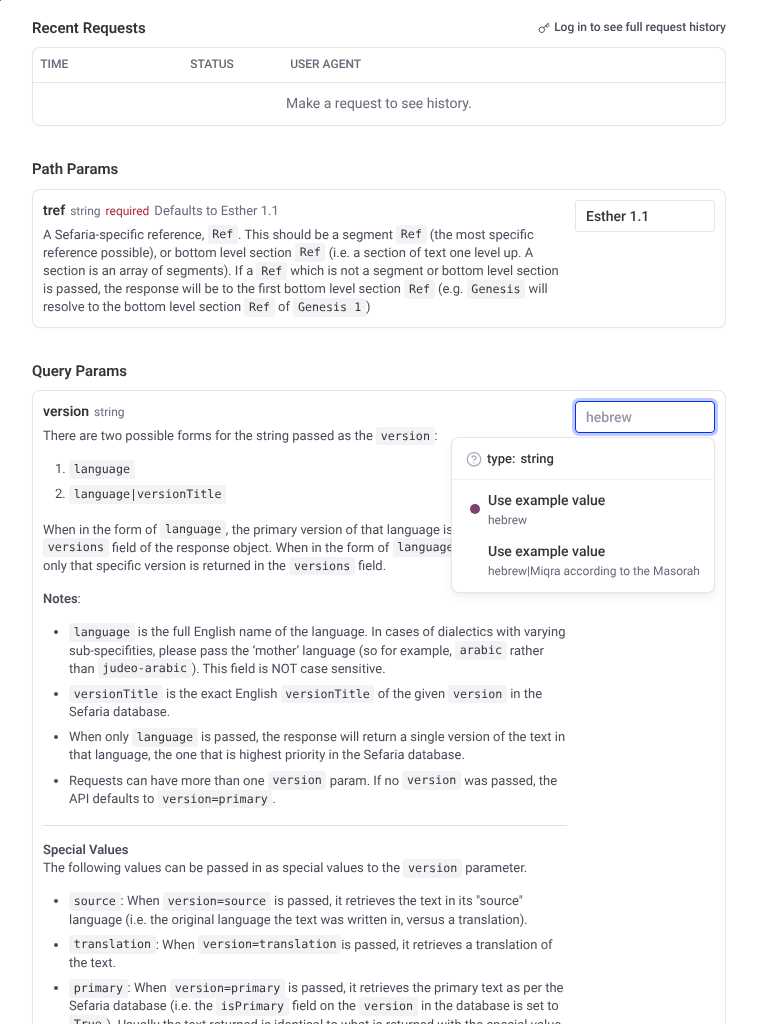 Recent Requests
Log in to see full request history
TIME STATUS USER AGENT
Make a request to see history.
Path Params
tref string required Defaults to Esther 1.1
Esther 1.1
A Sefaria-specific reference, Ref . This should be a segment Ref (the most specific
reference possible), or bottom level section Ref (i.e. a section of text one level up. A
section is an array of segments). If a Ref which is not a segment or bottom level section
is passed, the response will be to the first bottom level section Ref (e.g. Genesis will
resolve to the bottom level section Ref of Genesis 1 )
Query Params
version string
hebrew
There are two possible forms for the string passed as the version :
1. language
2. language|versionTitle
type: string
Use example value
hebrew
Use example value
hebrew|Miqra according to the Masorah
When in the form of language , the primary version of that language is
versions field of the response object. When in the form of language
only that specific version is returned in the versions field.
Notes:
• language is the full English name of the language. In cases of dialects with varying
sub-specifities, please pass the ‘mother’ language (so for example, arabic rather
than judeo-arabic ). This field is NOT case sensitive.
• versionTitle is the exact English versionTitle of the given version in the
Sefaria database.
• When only language is passed, the response will return a single version of the text in
that language, the one that is highest priority in the Sefaria database.
• Requests can have more than one version param. If no version was passed, the
API defaults to version=primary .
Special Values
The following values can be passed in as special values to the version parameter.
• source : When version=source is passed, it retrieves the text in its "source"
language (i.e. the original language the text was written in, versus a translation).
• translation : When version=translation is passed, it retrieves a translation of
the text.
• primary : When version=primary is passed, it retrieves the primary text as per the
Sefaria database (i.e. the isPrimary field on the version in the database is set to
True ). Usually the text returned is identical to what is returned with the special value